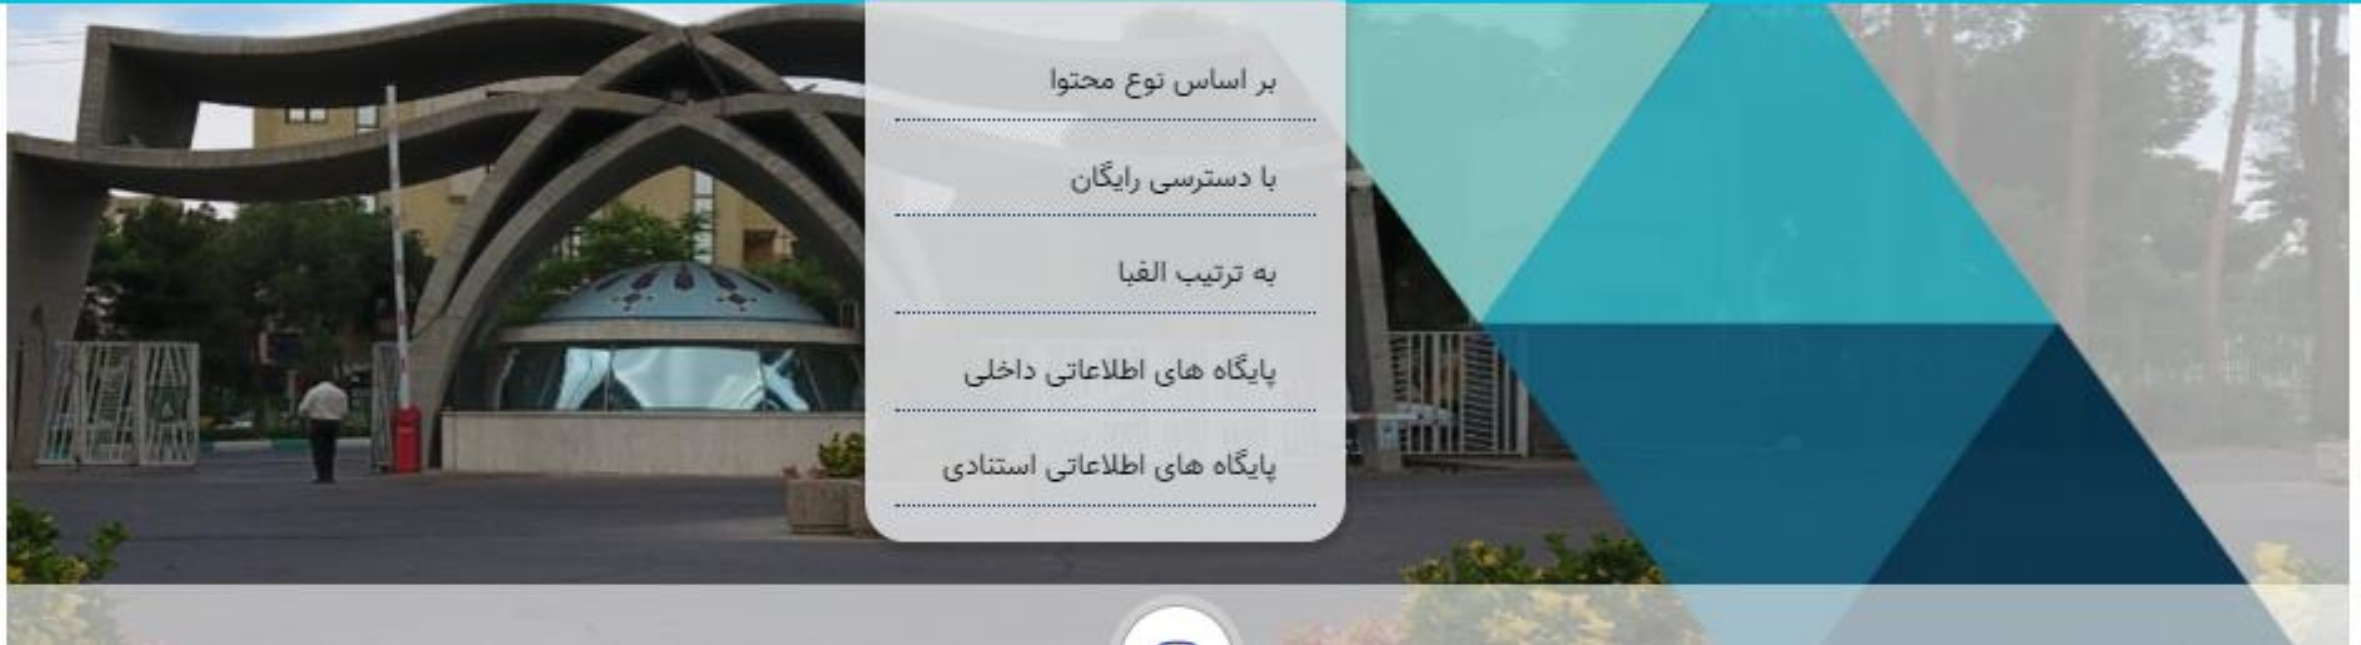 بر اساس نوع محتوا
با دسترسی رایگان
به ترتیب الفبا
پایگاه های اطلاعاتی داخلی
پایگاه های اطلاعاتی استنادی